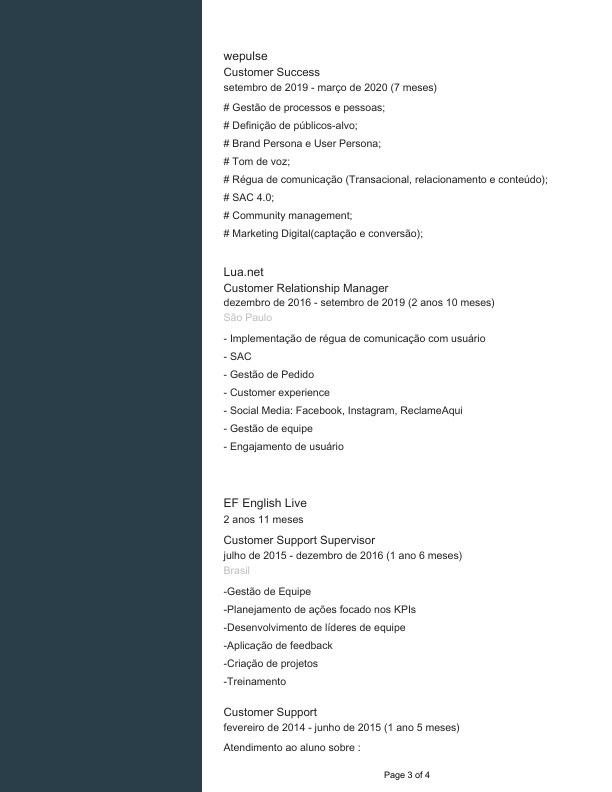 wepulse
Customer Success
setembro de 2019 - março de 2020 (7 meses)
# Gestão de processos e pessoas;
# Definição de públicos-alvo;
# Brand Persona e User Persona;
# Tom de voz;
# Régua de comunicação (Transacional, relacionamento e conteúdo);
# SAC 4.0;
# Community management;
# Marketing Digital(captação e conversão);
Lua.net
Customer Relationship Manager
dezembro de 2016 - setembro de 2019 (2 anos 10 meses)
São Paulo
- Implementação de régua de comunicação com usuário
- SAC
- Gestão de Pedido
- Customer experience
- Social Media: Facebook, Instagram, ReclameAqui
- Gestão de equipe
- Engajamento de usuário
EF English Live
2 anos 11 meses
Customer Support Supervisor
julho de 2015 - dezembro de 2016 (1 ano 6 meses)
Brasil
-Gestão de Equipe
-Planejamento de ações focado nos KPIs
-Desenvolvimento de líderes de equipe
-Aplicação de feedback
-Criação de projetos
-Treinamento
Customer Support
fevereiro de 2014 - junho de 2015 (1 ano 5 meses)
Atendimento ao aluno sobre :
Page 3 of 4